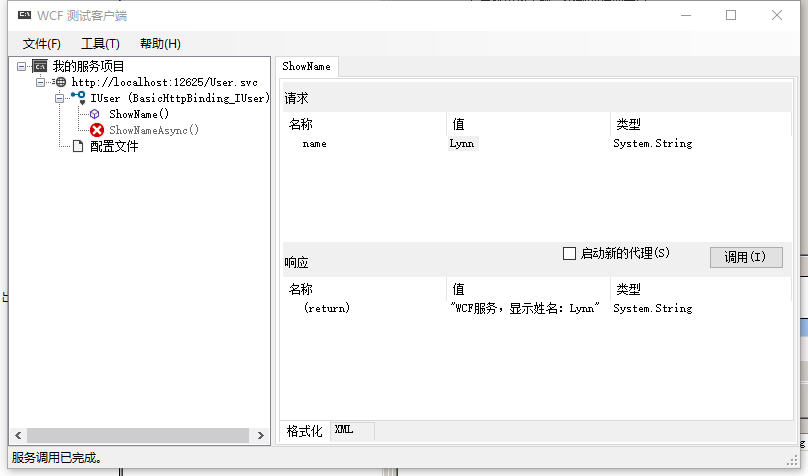 WCF 测试客户端
文件(F) 工具(T) 帮助(H)
我的服务项目
http://localhost:12625/User.svc
IUser (BasicHttpBinding_IUser)
ShowName()
ShowNameAsync()
配置文件
ShowName
请求
名称 值 类型
name Lynn System.String
启动新的代理(S) 调用(I)
响应
名称 值 类型
(return) "WCF服务，显示姓名：Lynn" System.String
格式化 XML
服务调用已完成。